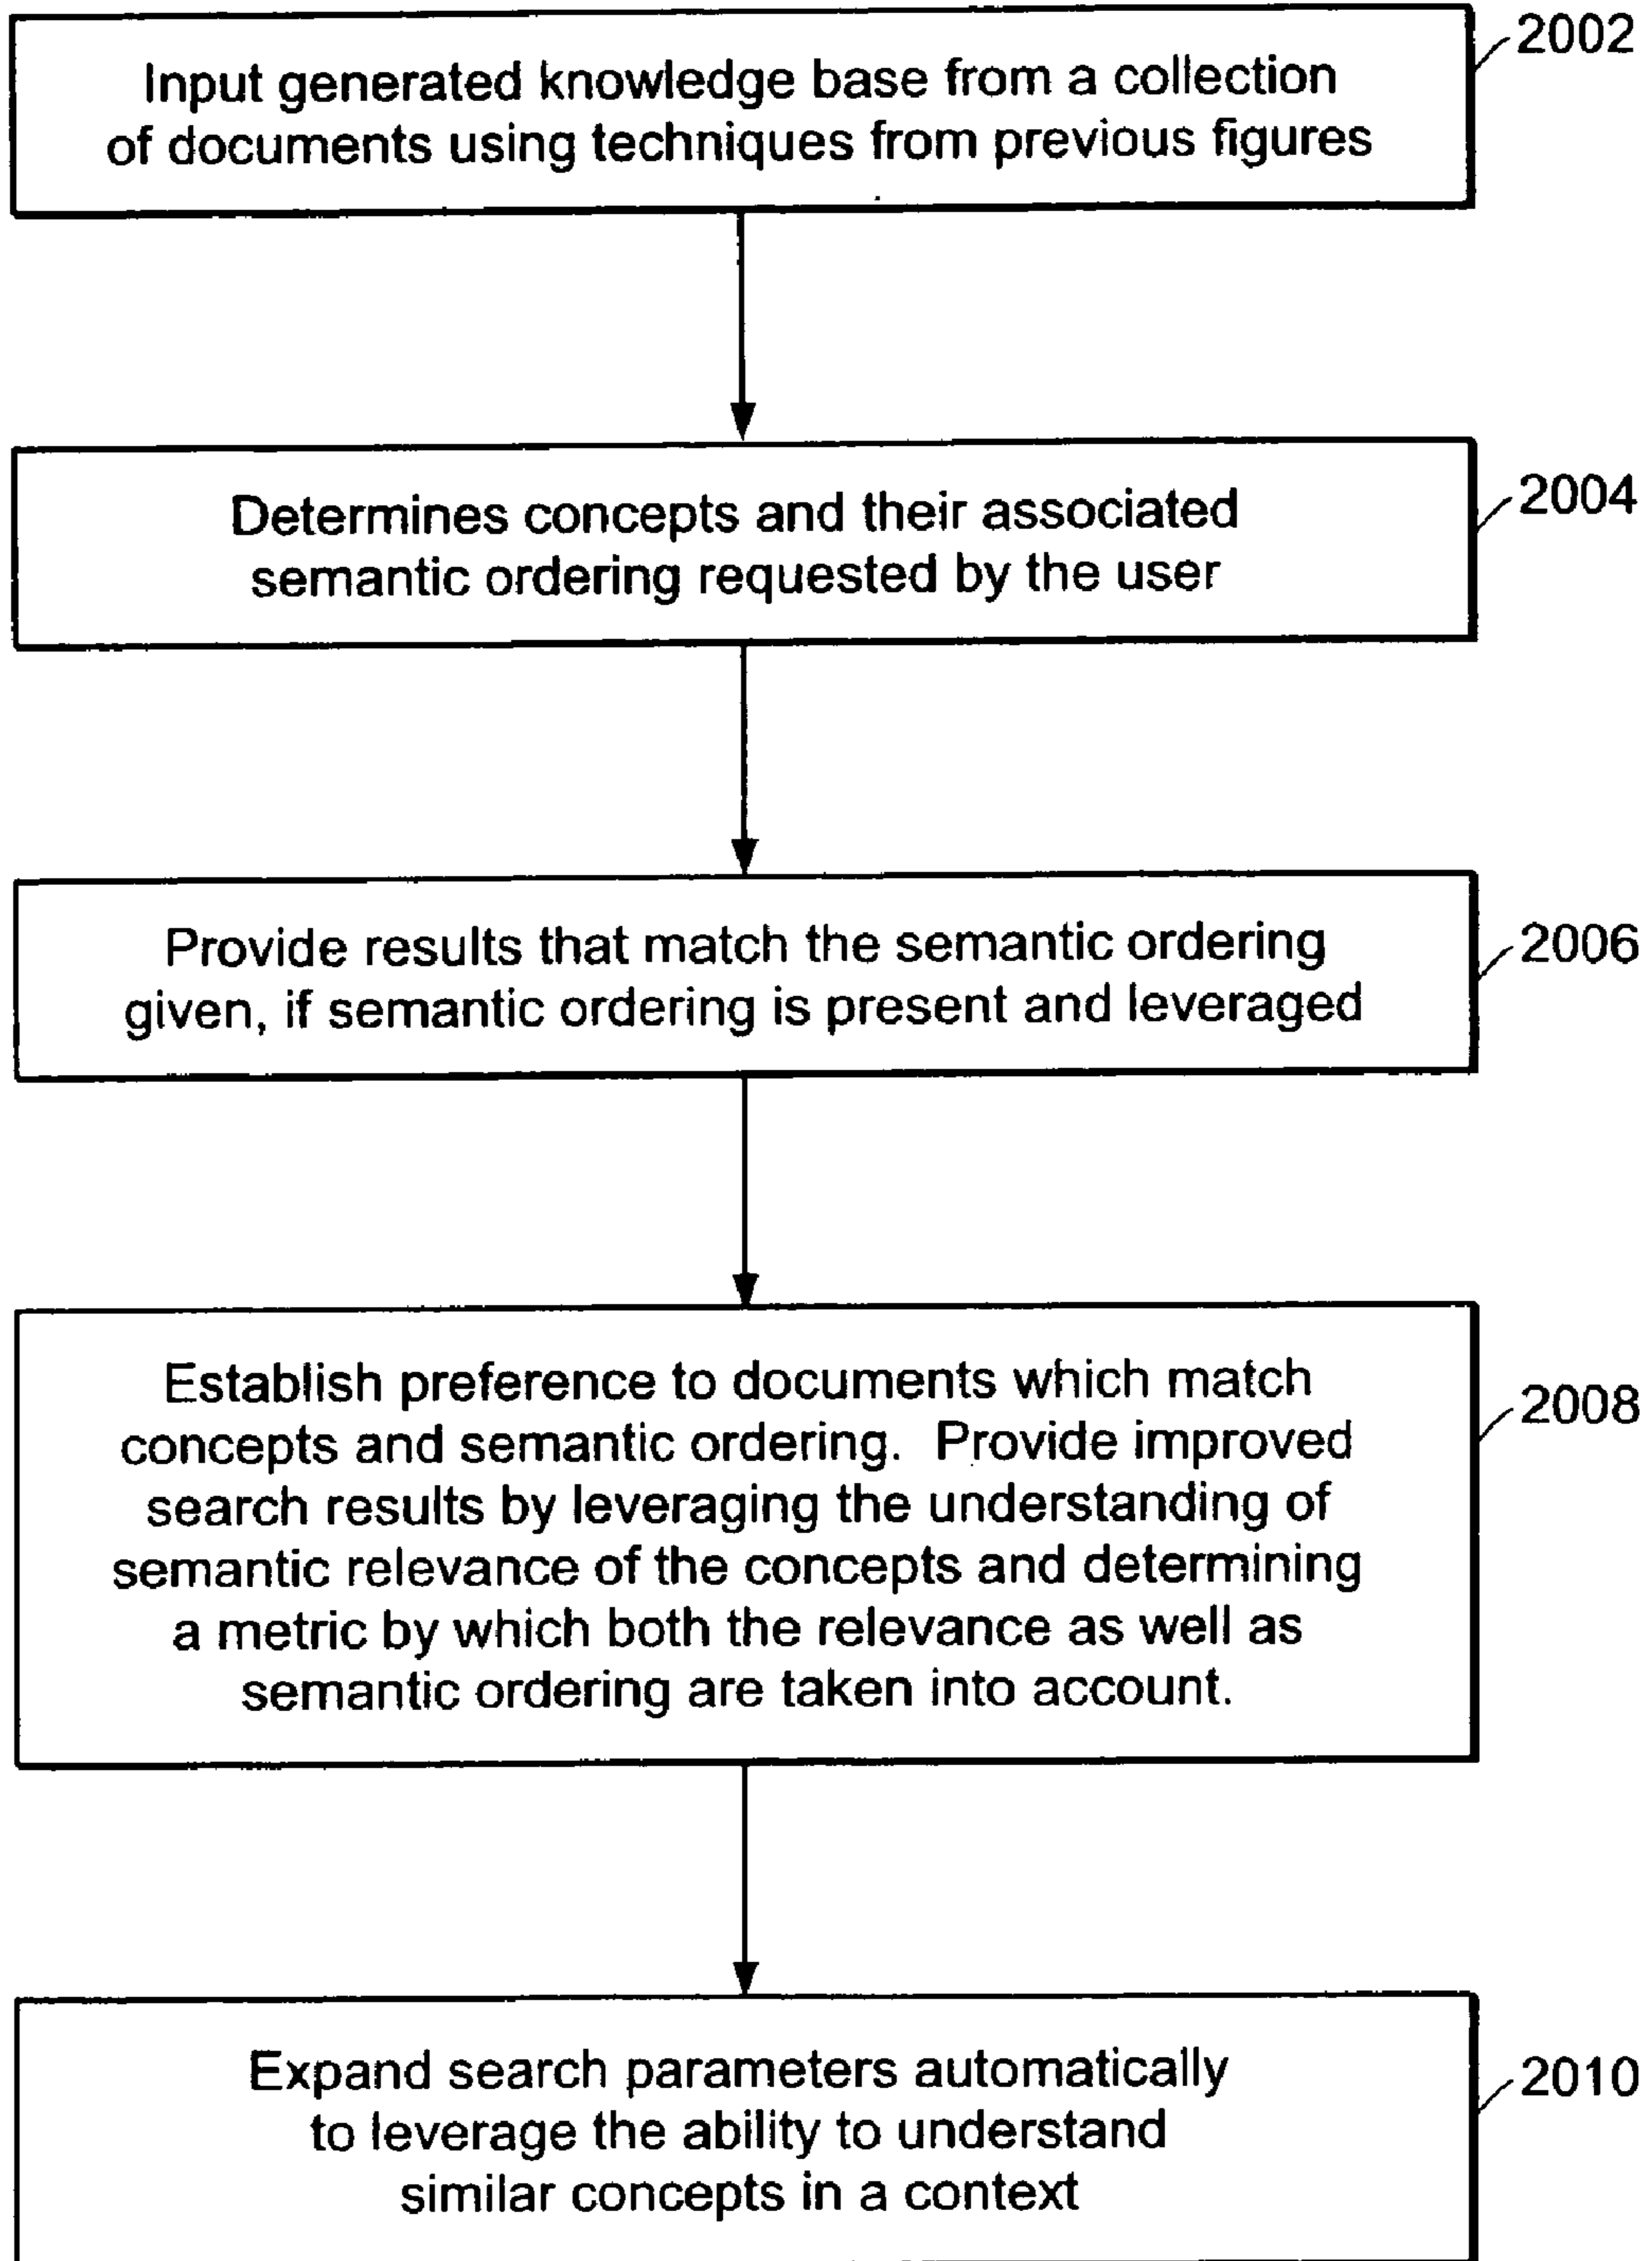 2002
Input generated knowledge base from a collection
of documents using techniques from previous figures
2004
Determines concepts and their associated
semantic ordering requested by the user
2006
Provide results that match the semantic ordering
given, if semantic ordering is present and leveraged
2008
Establish preference to documents which match
concepts and semantic ordering.  Provide improved
search results by leveraging the understanding of
semantic relevance of the concepts and determining
a metric by which both the relevance as well as
semantic ordering are taken into account.
2010
Expand search parameters automatically
to leverage the ability to understand
similar concepts in a context